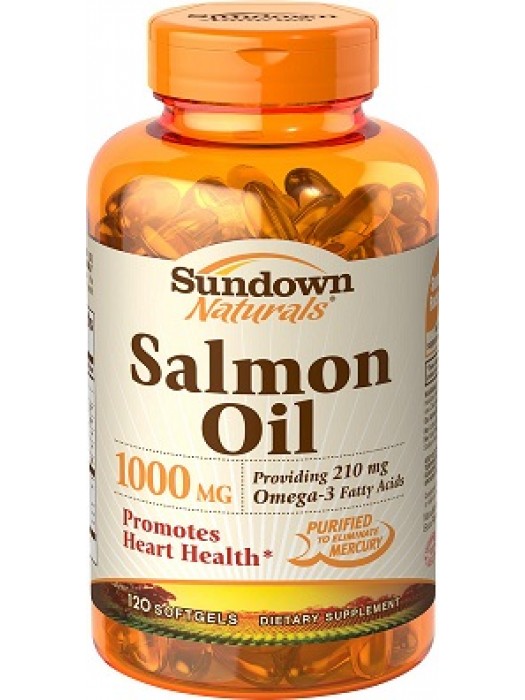 Sundown
Naturals®
Salmon
Oil
1000 MG
Providing 210 mg
Omega-3 Fatty Acids
Promotes
Heart Health*
PURIFIED
TO ELIMINATE
MERCURY
120 SOFTGELS DIETARY SUPPLEMENT